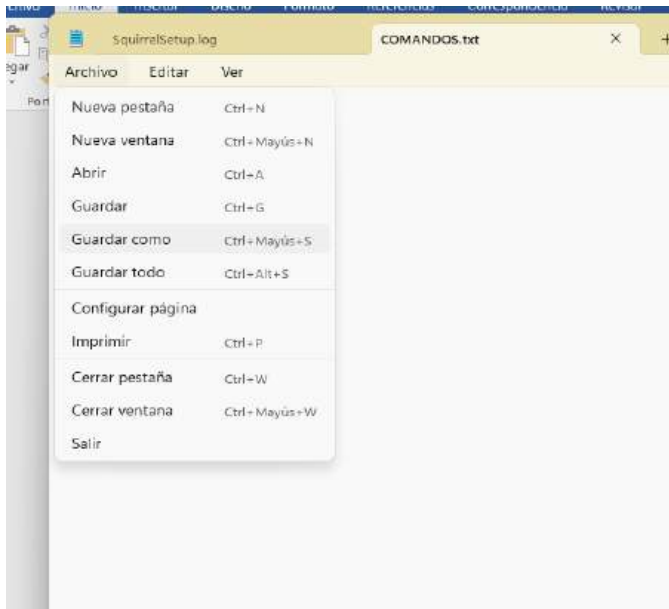 Inicio Insertar Diseño Formato Referencias Correspondencia Revisar
SquirrelSetup.log COMANDOS.txt
Archivo Editar Ver
Nueva pestaña Ctrl+N
Nueva ventana Ctrl+Mayús+N
Abrir Ctrl+A
Guardar Ctrl+G
Guardar como Ctrl+Mayús+S
Guardar todo Ctrl+Alt+S
Configurar página
Imprimir Ctrl+P
Cerrar pestaña Ctrl+W
Cerrar ventana Ctrl+Mayús+W
Salir